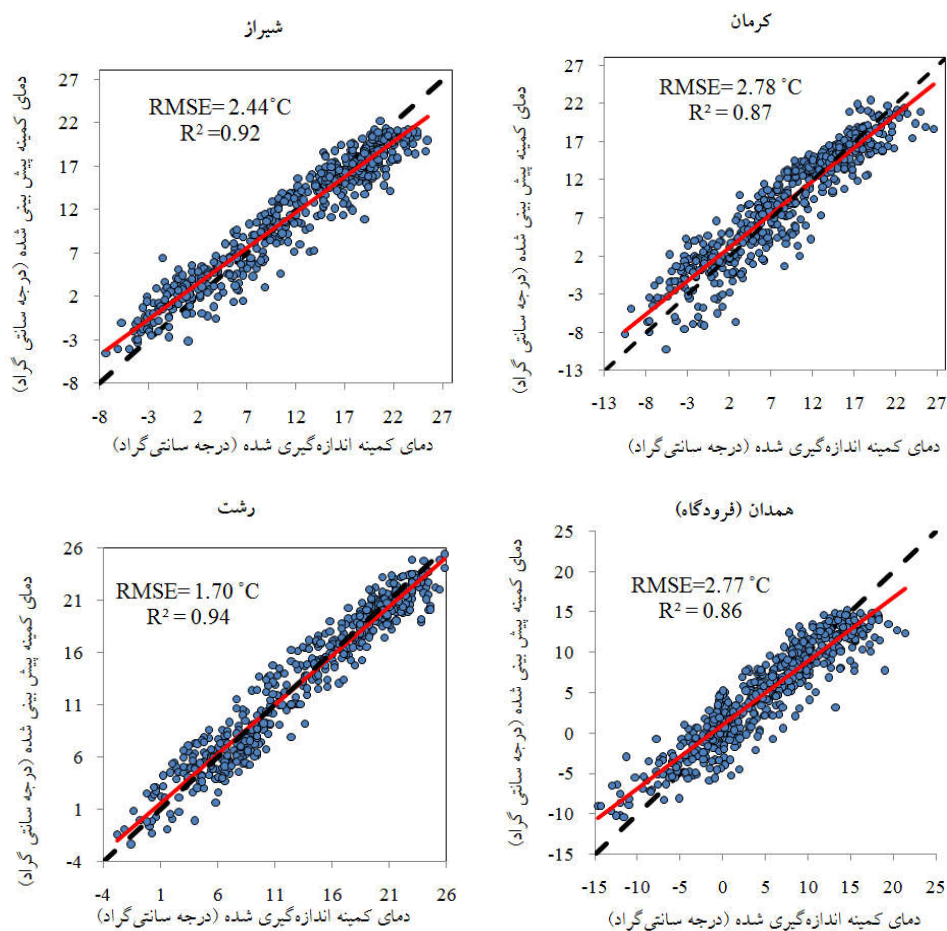 شیراز
RMSE= 2.44˚C
R² =0.92
دمای کمینه پیش بینی شده (درجه سانتی گراد)
27
22
17
12
7
2
-3
-8
-8 -3 2 7 12 17 22 27
دمای کمینه اندازه‌گیری شده (درجه سانتی‌گراد)
کرمان
RMSE= 2.78 ˚C
R² = 0.87
دمای کمینه پیش بینی شده (درجه سانتی گراد)
27
22
17
12
7
2
-3
-8
-13
-13 -8 -3 2 7 12 17 22 27
دمای کمینه اندازه‌گیری شده (درجه سانتی‌گراد)
رشت
RMSE= 1.70 ˚C
R² = 0.94
دمای کمینه پیش بینی شده (درجه سانتی گراد)
26
21
16
11
6
1
-4
-4 1 6 11 16 21 26
دمای کمینه اندازه‌گیری شده (درجه سانتی‌گراد)
همدان (فرودگاه)
RMSE=2.77 ˚C
R² = 0.86
دمای کمینه پیش بینی شده (درجه سانتی گراد)
25
20
15
10
5
0
-5
-10
-15
-15 -10 -5 0 5 10 15 20 25
دمای کمینه اندازه‌گیری شده (درجه سانتی‌گراد)